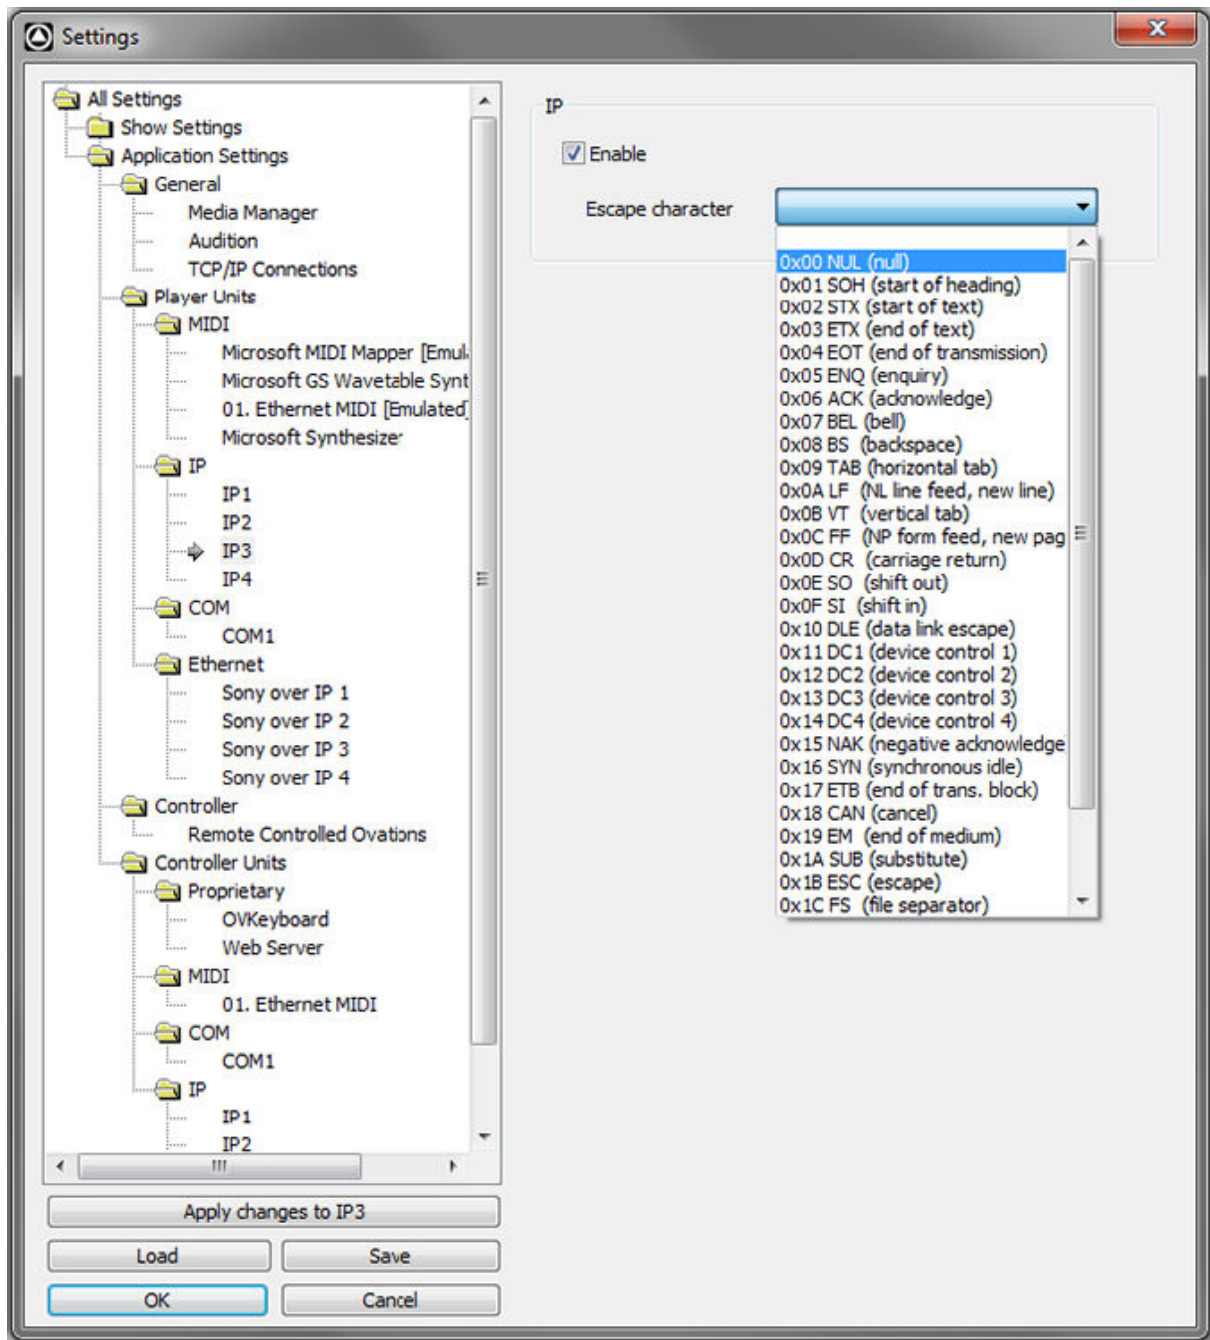 Settings
All Settings
Show Settings
Application Settings
General
Media Manager
Audition
TCP/IP Connections
Player Units
MIDI
Microsoft MIDI Mapper [Emul
Microsoft GS Wavetable Synt
01. Ethernet MIDI [Emulated]
Microsoft Synthesizer
IP
IP1
IP2
IP3
IP4
COM
COM1
Ethernet
Sony over IP 1
Sony over IP 2
Sony over IP 3
Sony over IP 4
Controller
Remote Controlled Ovations
Controller Units
Proprietary
OVKeyboard
Web Server
MIDI
01. Ethernet MIDI
COM
COM1
IP
IP1
IP2
Apply changes to IP3
Load
Save
OK
Cancel
IP
Enable
Escape character
0x00 NUL (null)
0x01 SOH (start of heading)
0x02 STX (start of text)
0x03 ETX (end of text)
0x04 EOT (end of transmission)
0x05 ENQ (enquiry)
0x06 ACK (acknowledge)
0x07 BEL (bell)
0x08 BS (backspace)
0x09 TAB (horizontal tab)
0x0A LF (NL line feed, new line)
0x0B VT (vertical tab)
0x0C FF (NP form feed, new pag
0x0D CR (carriage return)
0x0E SO (shift out)
0x0F SI (shift in)
0x10 DLE (data link escape)
0x11 DC1 (device control 1)
0x12 DC2 (device control 2)
0x13 DC3 (device control 3)
0x14 DC4 (device control 4)
0x15 NAK (negative acknowledge
0x16 SYN (synchronous idle)
0x17 ETB (end of trans. block)
0x18 CAN (cancel)
0x19 EM (end of medium)
0x1A SUB (substitute)
0x1B ESC (escape)
0x1C FS (file separator)